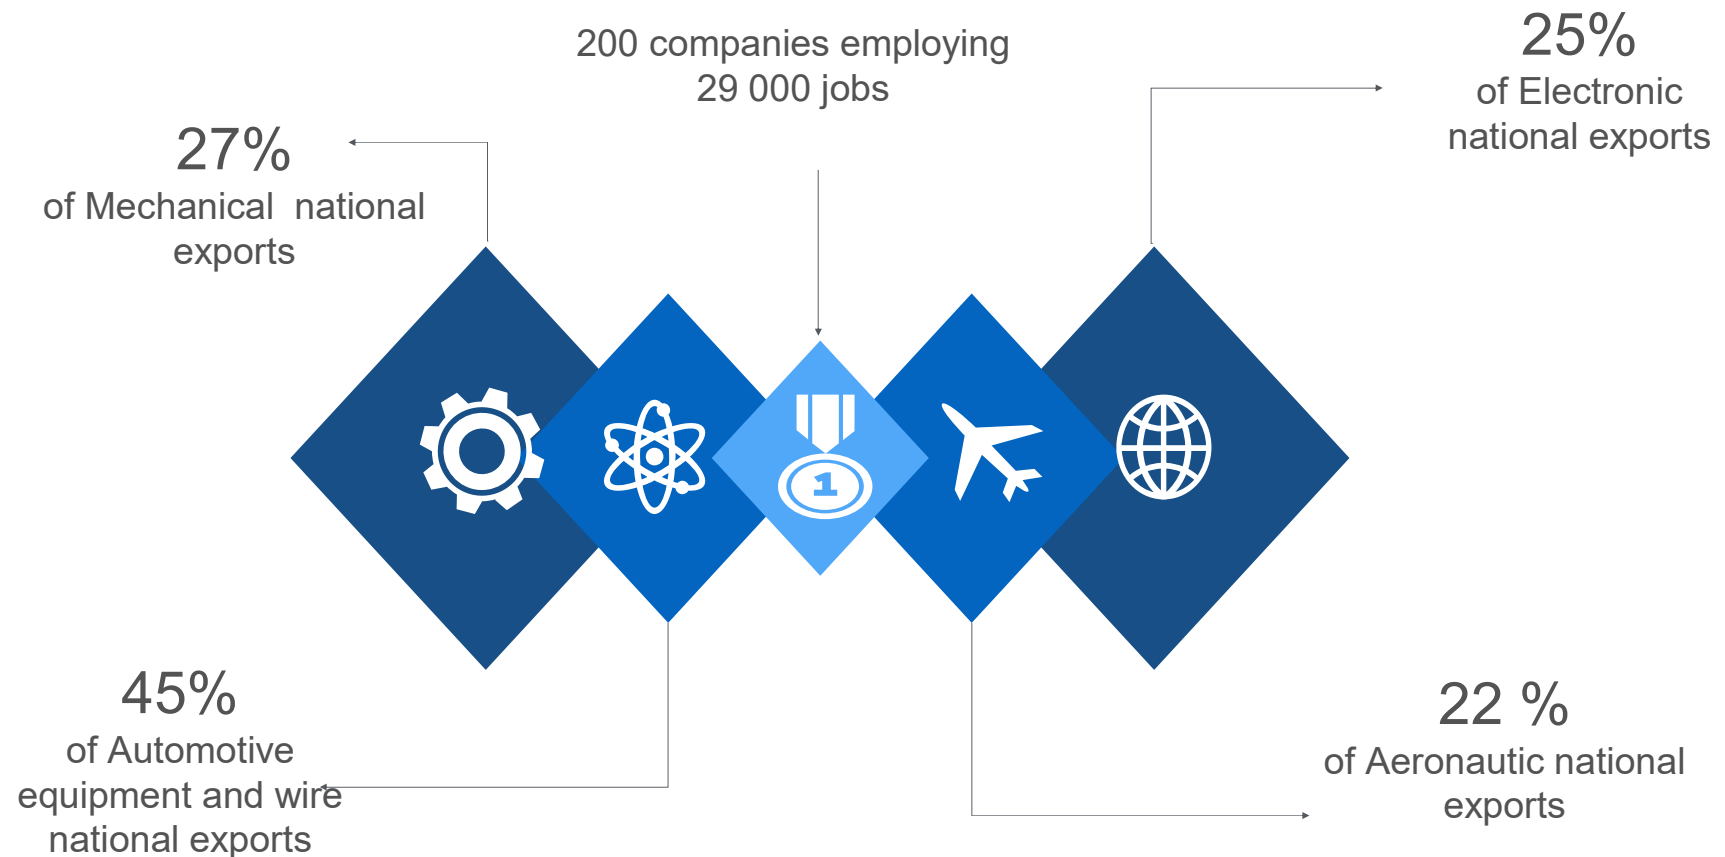 200 companies employing
29 000 jobs
25%
of Electronic
national exports
27%
of Mechanical  national
exports
1
45%
of Automotive
equipment and wire
national exports
22 %
of Aeronautic national
exports